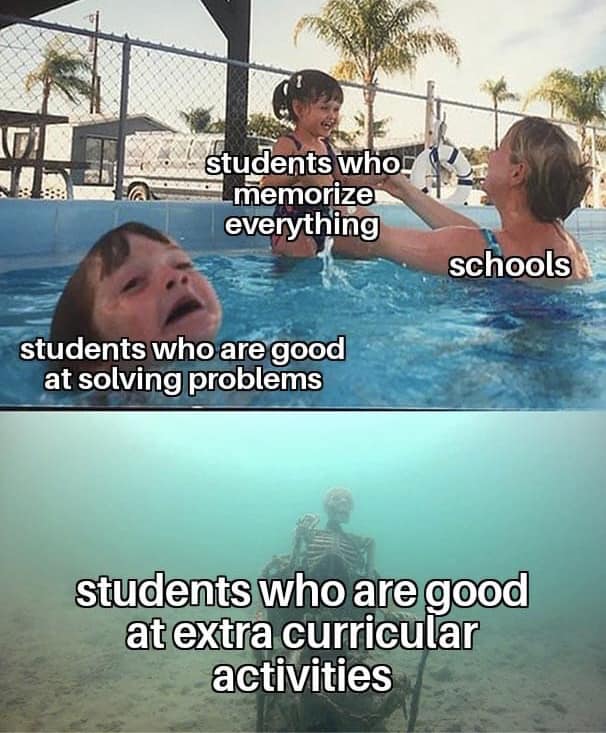 students who
memorize
everything
schools
students who are good
at solving problems
students who are good
at extra curricular
activities